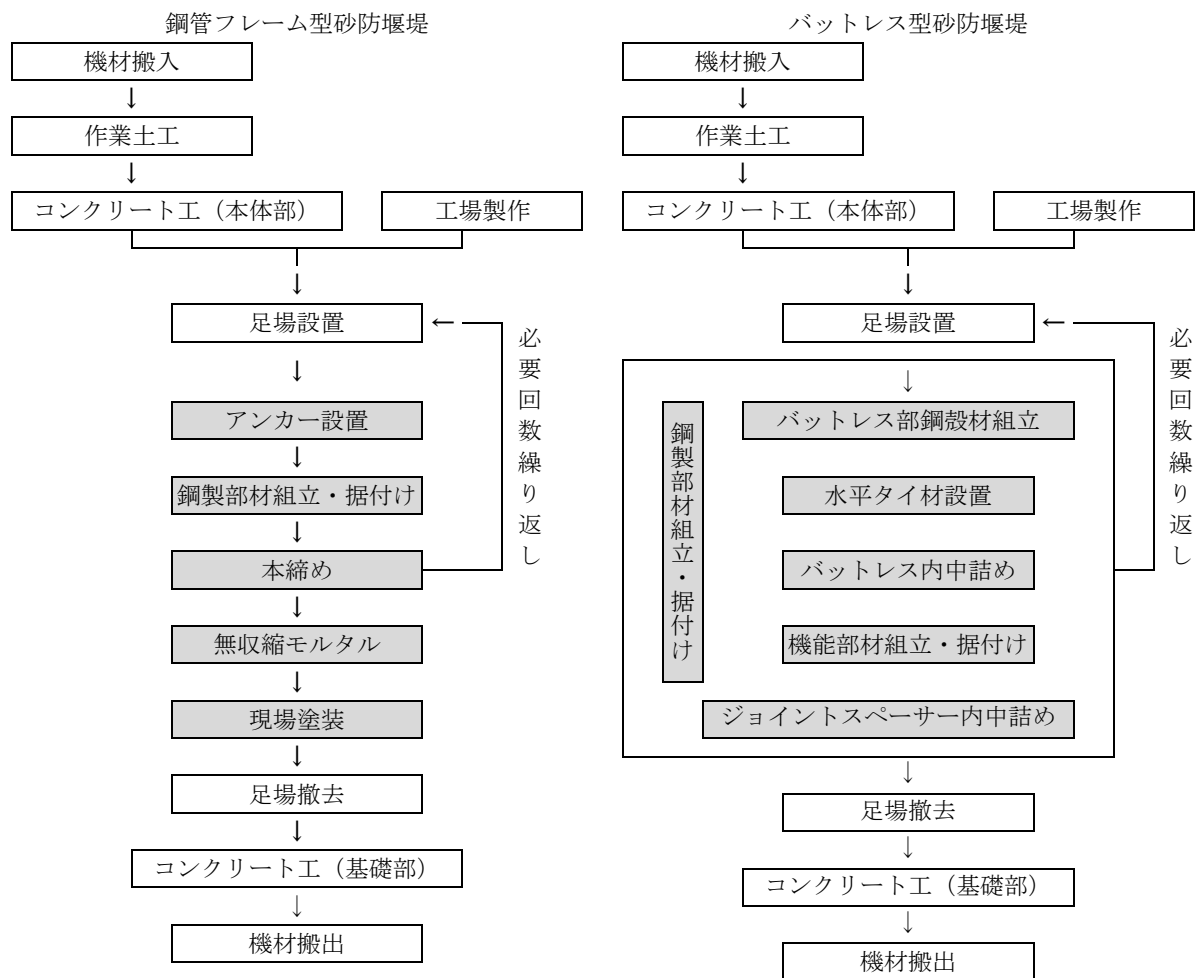 鋼管フレーム型砂防堰堤
機材搬入
↓
作業土工
↓
コンクリート工（本体部）
工場製作
↓
足場設置
←
必要回数繰り返し
↓
アンカー設置
↓
鋼製部材組立・据付け
↓
本締め
↓
無収縮モルタル
↓
現場塗装
↓
足場撤去
↓
コンクリート工（基礎部）
↓
機材搬出
バットレス型砂防堰堤
機材搬入
↓
作業土工
↓
コンクリート工（本体部）
工場製作
↓
足場設置
←
必要回数繰り返し
↓
鋼製部材組立・据付け
バットレス部鋼殻材組立
水平タイ材設置
バットレス内中詰め
機能部材組立・据付け
ジョイントスペーサー内中詰め
↓
足場撤去
↓
コンクリート工（基礎部）
↓
機材搬出